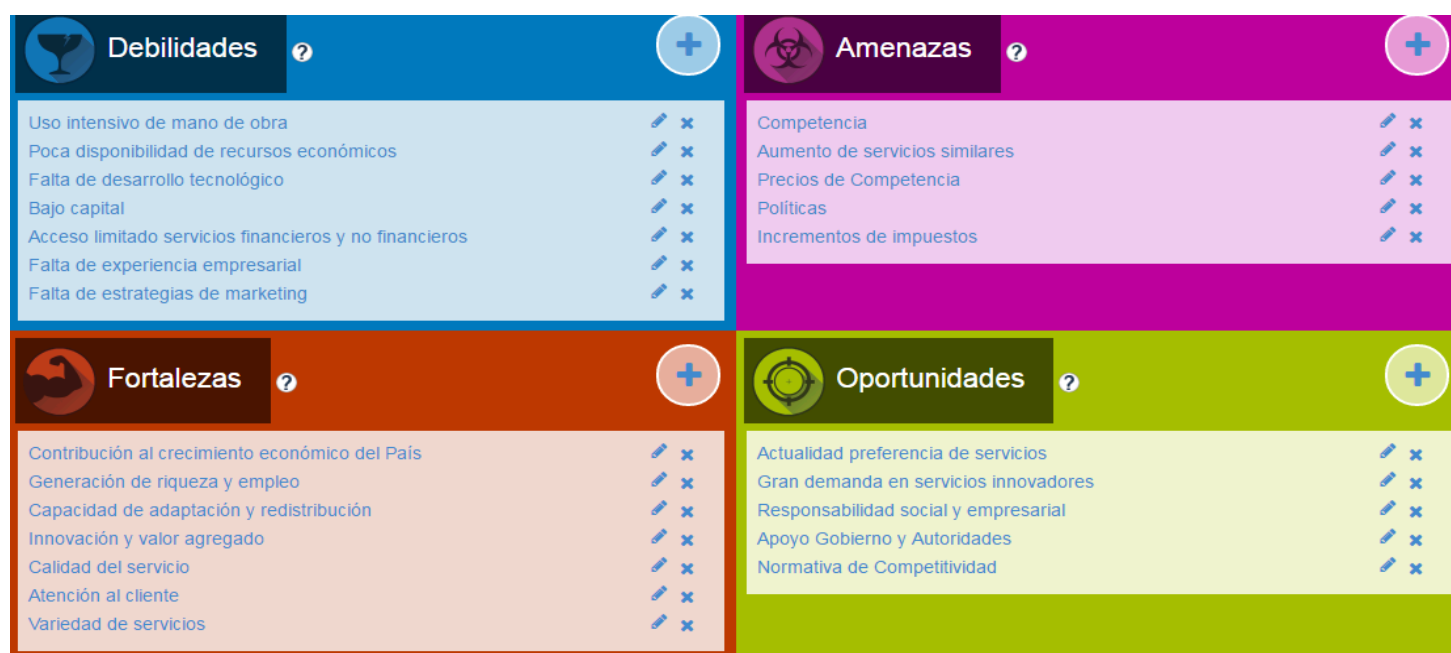 Debilidades
Uso intensivo de mano de obra
Poca disponibilidad de recursos económicos
Falta de desarrollo tecnológico
Bajo capital
Acceso limitado servicios financieros y no financieros
Falta de experiencia empresarial
Falta de estrategias de marketing
Amenazas
Competencia
Aumento de servicios similares
Precios de Competencia
Políticas
Incrementos de impuestos
Fortalezas
Contribución al crecimiento económico del País
Generación de riqueza y empleo
Capacidad de adaptación y redistribución
Innovación y valor agregado
Calidad del servicio
Atención al cliente
Variedad de servicios
Oportunidades
Actualidad preferencia de servicios
Gran demanda en servicios innovadores
Responsabilidad social y empresarial
Apoyo Gobierno y Autoridades
Normativa de Competitividad